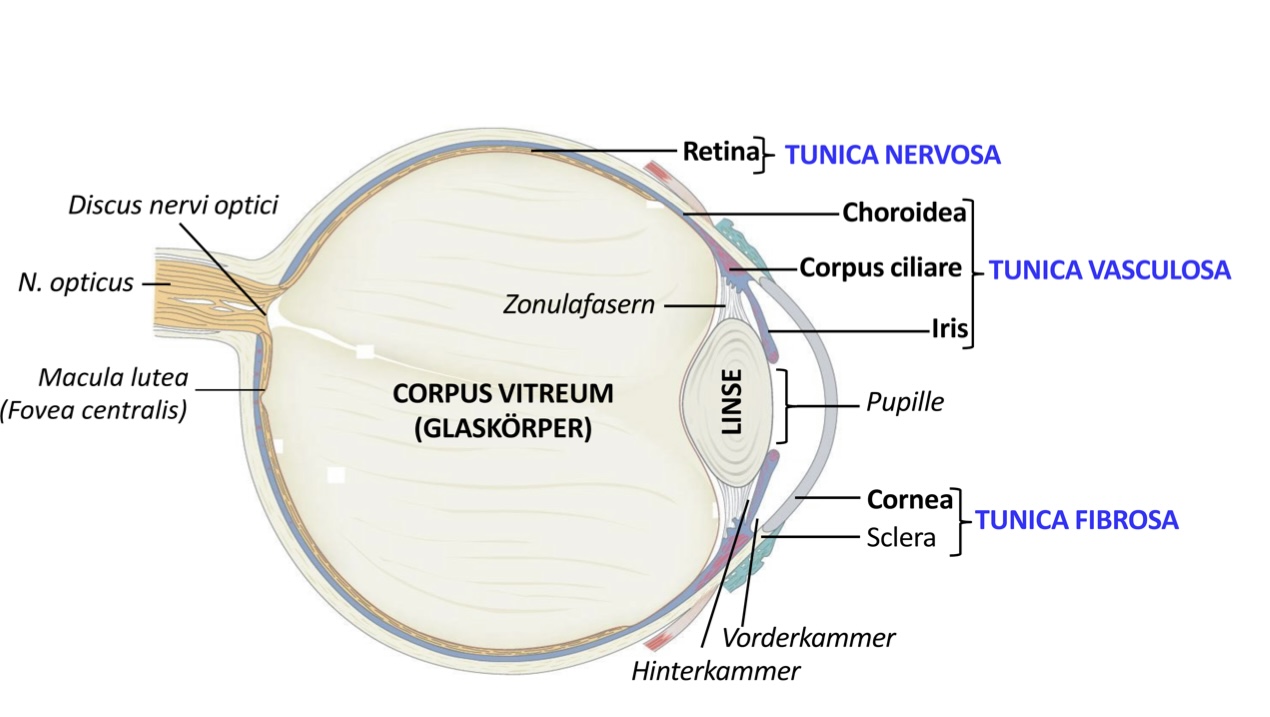 Retina
TUNICA NERVOSA
Discus nervi optici
Choroidea
Corpus ciliare
TUNICA VASCULOSA
N. opticus
Zonulafasern
Iris
Macula lutea
(Fovea centralis)
CORPUS VITREUM
(GLASKÖRPER)
LINSE
Pupille
Cornea
TUNICA FIBROSA
Sclera
Vorderkammer
Hinterkammer